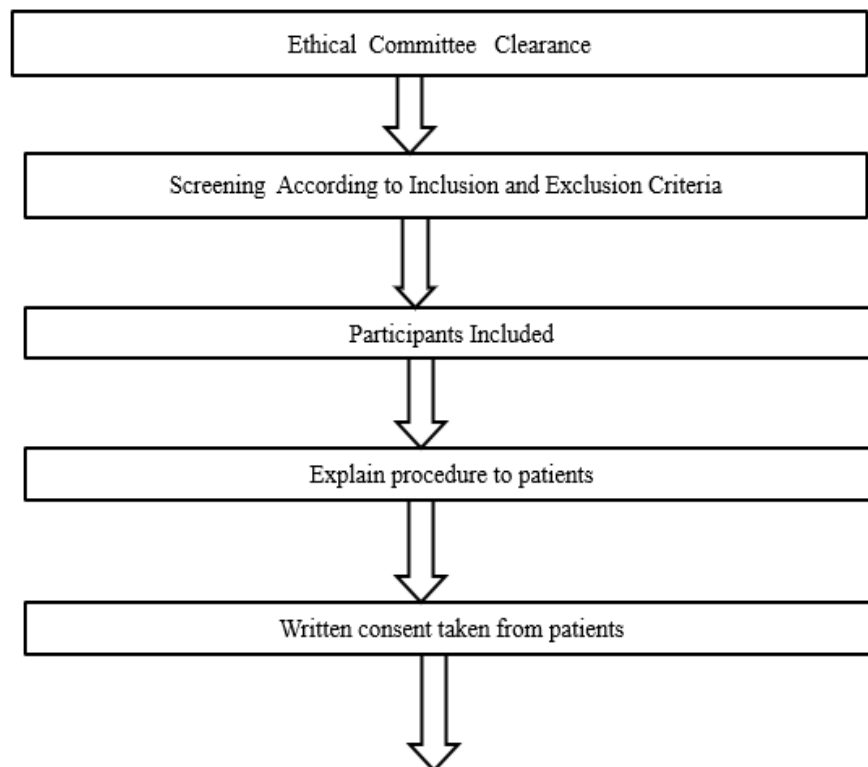 Ethical Committee Clearance
Screening According to Inclusion and Exclusion Criteria
Participants Included
Explain procedure to patients
Written consent taken from patients